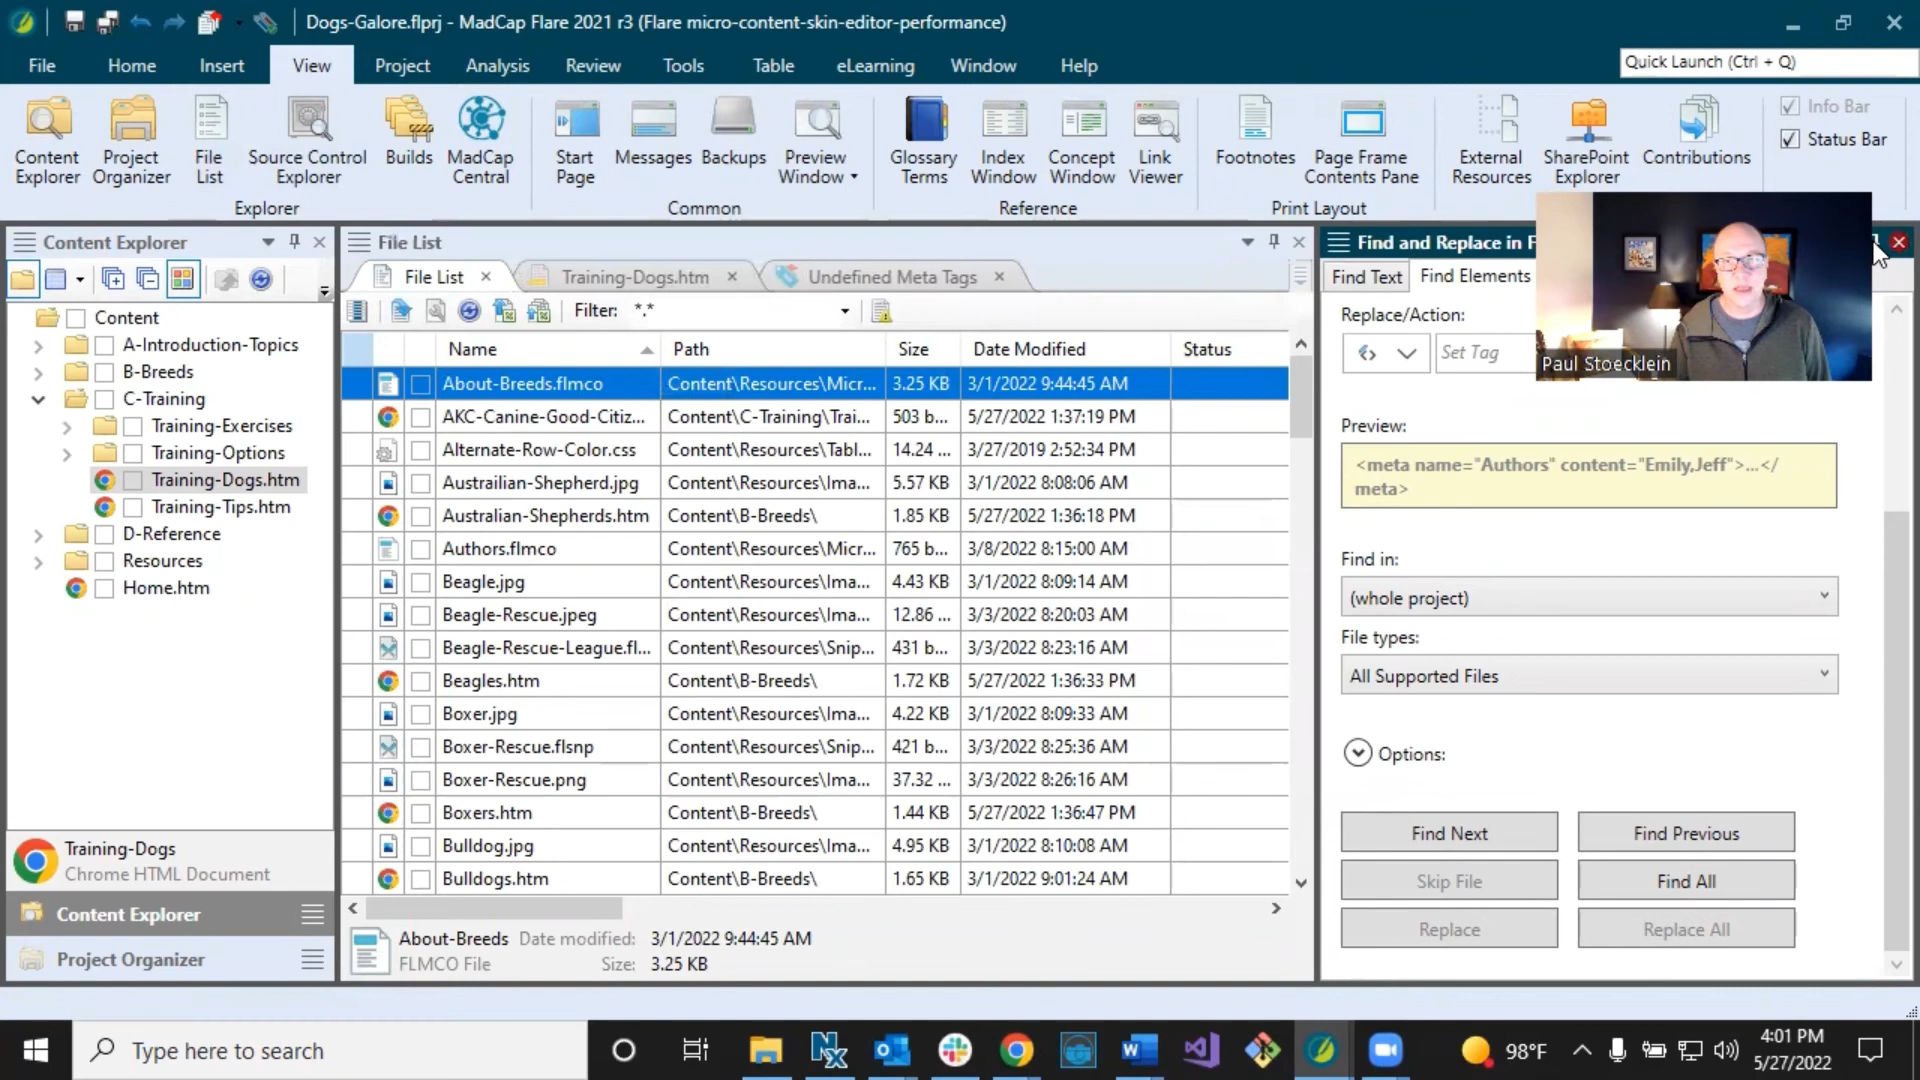 Dogs-Galore.flprj - MadCap Flare 2021 r3 (Flare micro-content-skin-editor-performance)
File Home Insert View Project Analysis Review Tools Table eLearning Window Help
Quick Launch (Ctrl + Q)
Content Explorer
Project Organizer
File List
Source Control Explorer
Builds
MadCap Central
Explorer
Start Page
Messages
Backups
Preview Window
Common
Glossary Terms
Index Window
Concept Window
Link Viewer
Reference
Footnotes
Page Frame Contents Pane
Print Layout
External Resources
SharePoint Explorer
Contributions
Info Bar
Status Bar
Content Explorer
Content
A-Introduction-Topics
B-Breeds
C-Training
Training-Exercises
Training-Options
Training-Dogs.htm
Training-Tips.htm
D-Reference
Resources
Home.htm
Training-Dogs
Chrome HTML Document
Content Explorer
Project Organizer
File List
File List Training-Dogs.htm Undefined Meta Tags
Filter: *.*
Name Path Size Date Modified Status
About-Breeds.flmco Content\Resources\Micr... 3.25 KB 3/1/2022 9:44:45 AM
AKC-Canine-Good-Citiz... Content\C-Training\Trai... 503 b... 5/27/2022 1:37:19 PM
Alternate-Row-Color.css Content\Resources\Tabl... 14.24 ... 3/27/2019 2:52:34 PM
Austrailian-Shepherd.jpg Content\Resources\Ima... 5.57 KB 3/1/2022 8:08:06 AM
Australian-Shepherds.htm Content\B-Breeds\ 1.85 KB 5/27/2022 1:36:18 PM
Authors.flmco Content\Resources\Micr... 765 b... 3/8/2022 8:15:00 AM
Beagle.jpg Content\Resources\Ima... 4.43 KB 3/1/2022 8:09:14 AM
Beagle-Rescue.jpeg Content\Resources\Ima... 12.86 ... 3/3/2022 8:20:03 AM
Beagle-Rescue-League.fl... Content\Resources\Snip... 431 b... 3/3/2022 8:23:16 AM
Beagles.htm Content\B-Breeds\ 1.72 KB 5/27/2022 1:36:33 PM
Boxer.jpg Content\Resources\Ima... 4.22 KB 3/1/2022 8:09:33 AM
Boxer-Rescue.flsnp Content\Resources\Snip... 421 b... 3/3/2022 8:25:36 AM
Boxer-Rescue.png Content\Resources\Ima... 37.32 ... 3/3/2022 8:26:16 AM
Boxers.htm Content\B-Breeds\ 1.44 KB 5/27/2022 1:36:47 PM
Bulldog.jpg Content\Resources\Ima... 4.95 KB 3/1/2022 8:10:08 AM
Bulldogs.htm Content\B-Breeds\ 1.65 KB 3/1/2022 9:01:24 AM
About-Breeds Date modified: 3/1/2022 9:44:45 AM
FLMCO File Size: 3.25 KB
Find and Replace in F
Find Text Find Elements
Replace/Action:
Set Tag
Paul Stoecklein
Preview:
<meta name="Authors" content="Emily,Jeff">...</
meta>
Find in:
(whole project)
File types:
All Supported Files
Options:
Find Next Find Previous
Skip File Find All
Replace Replace All
Type here to search
98°F
4:01 PM
5/27/2022